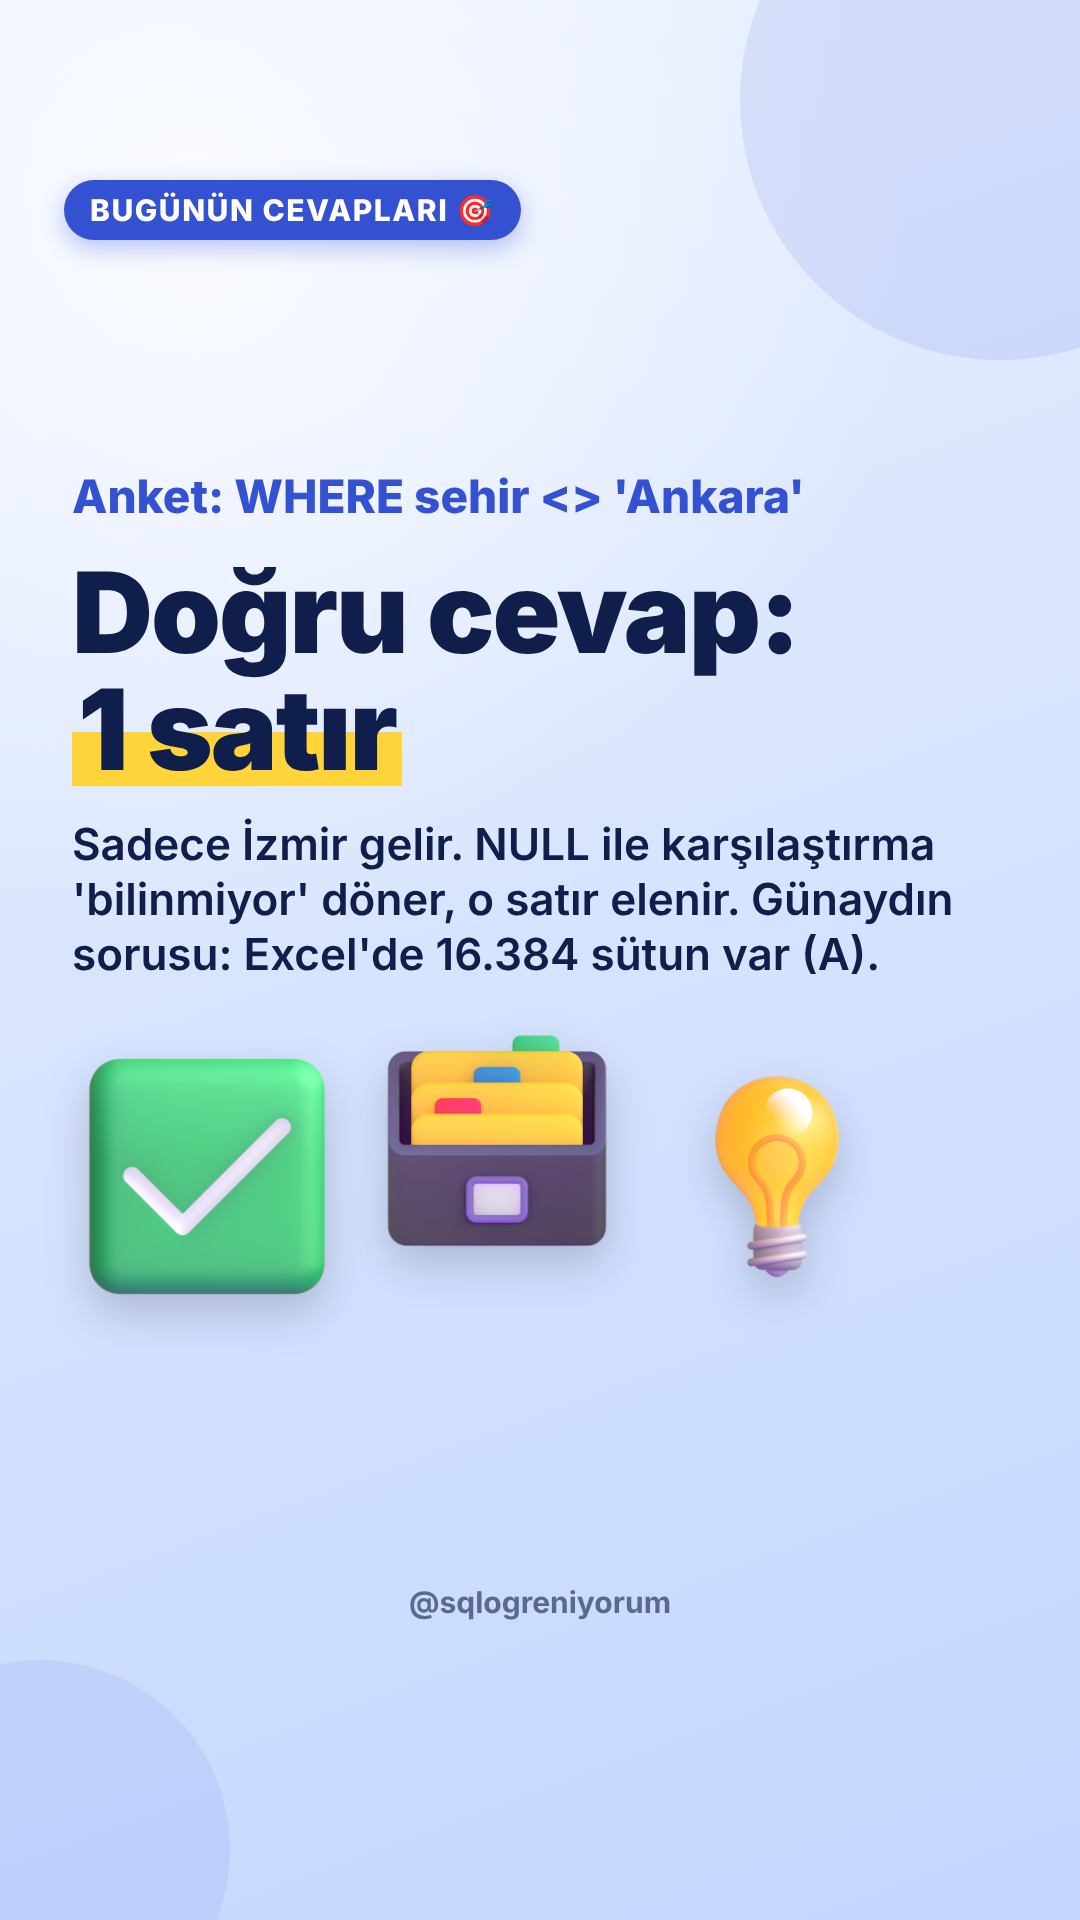 BUGÜNÜN CEVAPLARI 🎯
Anket: WHERE sehir <> 'Ankara'
Doğru cevap:
1 satır
Sadece İzmir gelir. NULL ile karşılaştırma
'bilinmiyor' döner, o satır elenir. Günaydın
sorusu: Excel'de 16.384 sütun var (A).
@sqlogreniyorum